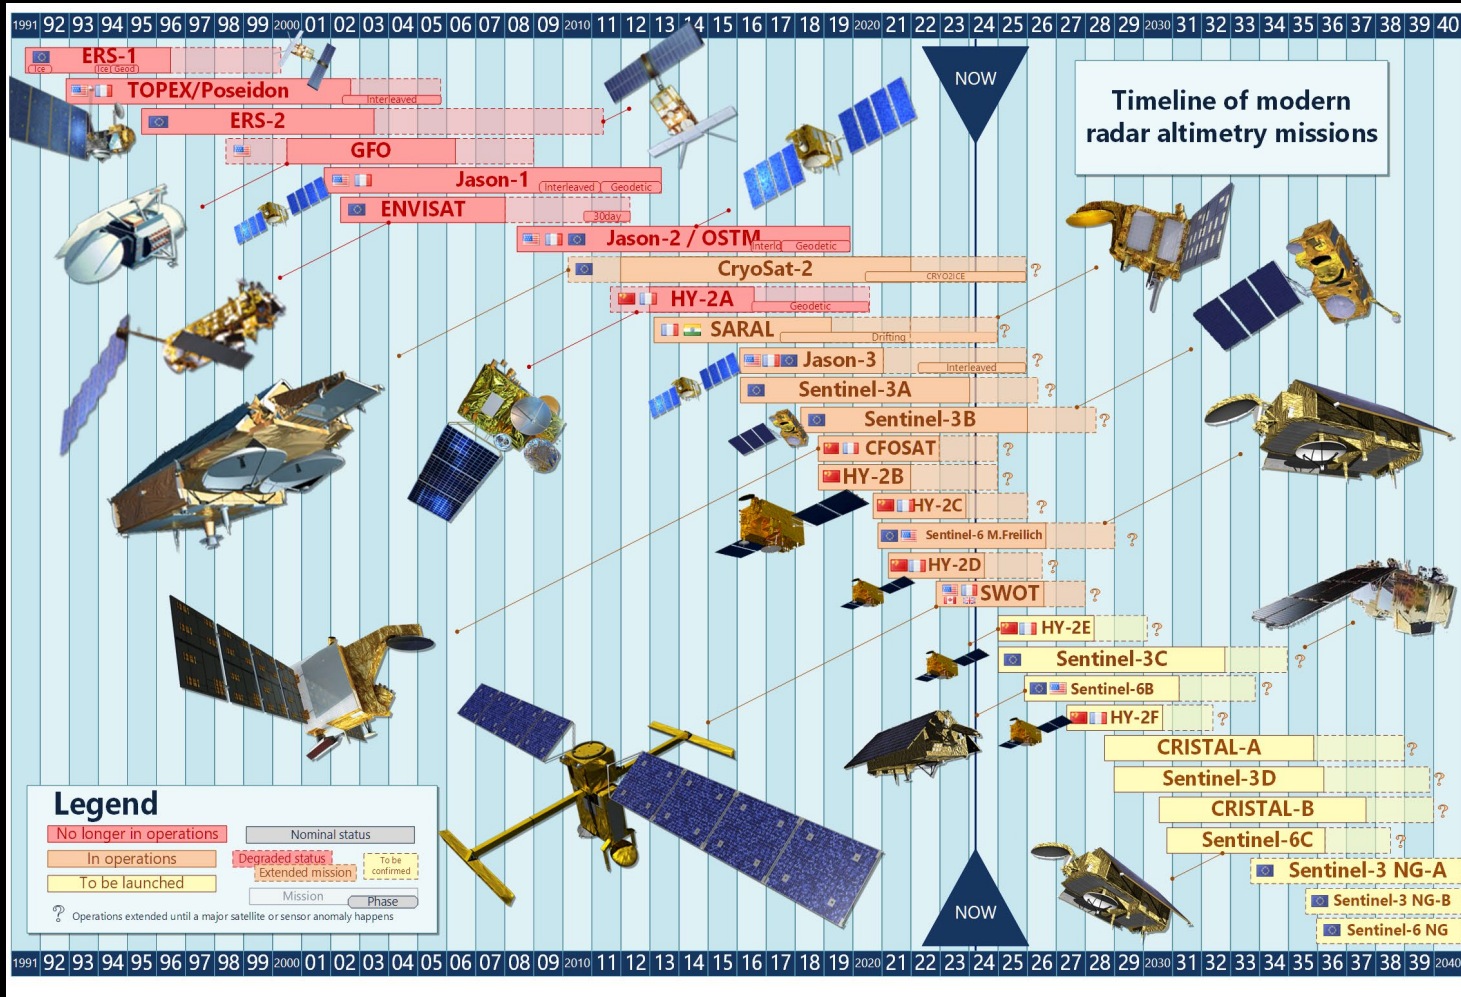 1991 92 93 94 95 96 97 98 99 2000 01 02 03 04 05 06 07 08 09 2010 11 12 13 14 15 16 17 18 19 2020 21 22 23 24 25 26 27 28 29 2030 31 32 33 34 35 36 37 38 39 40
NOW
Timeline of modern
radar altimetry missions
ERS-1
Ice Ice Geod
TOPEX/Poseidon
Interleaved
ERS-2
GFO
Jason-1
Interleaved Geodetic
ENVISAT
30day
Jason-2 / OSTM
Interld Geodetic
CryoSat-2 ?
CRYO2ICE
HY-2A
Geodetic
SARAL ?
Drifting
Jason-3 ?
Interleaved
Sentinel-3A ?
Sentinel-3B ?
CFOSAT ?
HY-2B ?
HY-2C ?
Sentinel-6 M.Freilich ?
HY-2D ?
SWOT ?
HY-2E ?
Sentinel-3C ?
Sentinel-6B ?
HY-2F ?
CRISTAL-A ?
Sentinel-3D ?
CRISTAL-B ?
Sentinel-6C ?
Sentinel-3 NG-A
Sentinel-3 NG-B
Sentinel-6 NG
Legend
No longer in operations
Nominal status
In operations
Degraded status
Extended mission
To be
confirmed
To be launched
Mission
Phase
? Operations extended until a major satellite or sensor anomaly happens
NOW
1991 92 93 94 95 96 97 98 99 2000 01 02 03 04 05 06 07 08 09 2010 11 12 13 14 15 16 17 18 19 2020 21 22 23 24 25 26 27 28 29 2030 31 32 33 34 35 36 37 38 39 2040